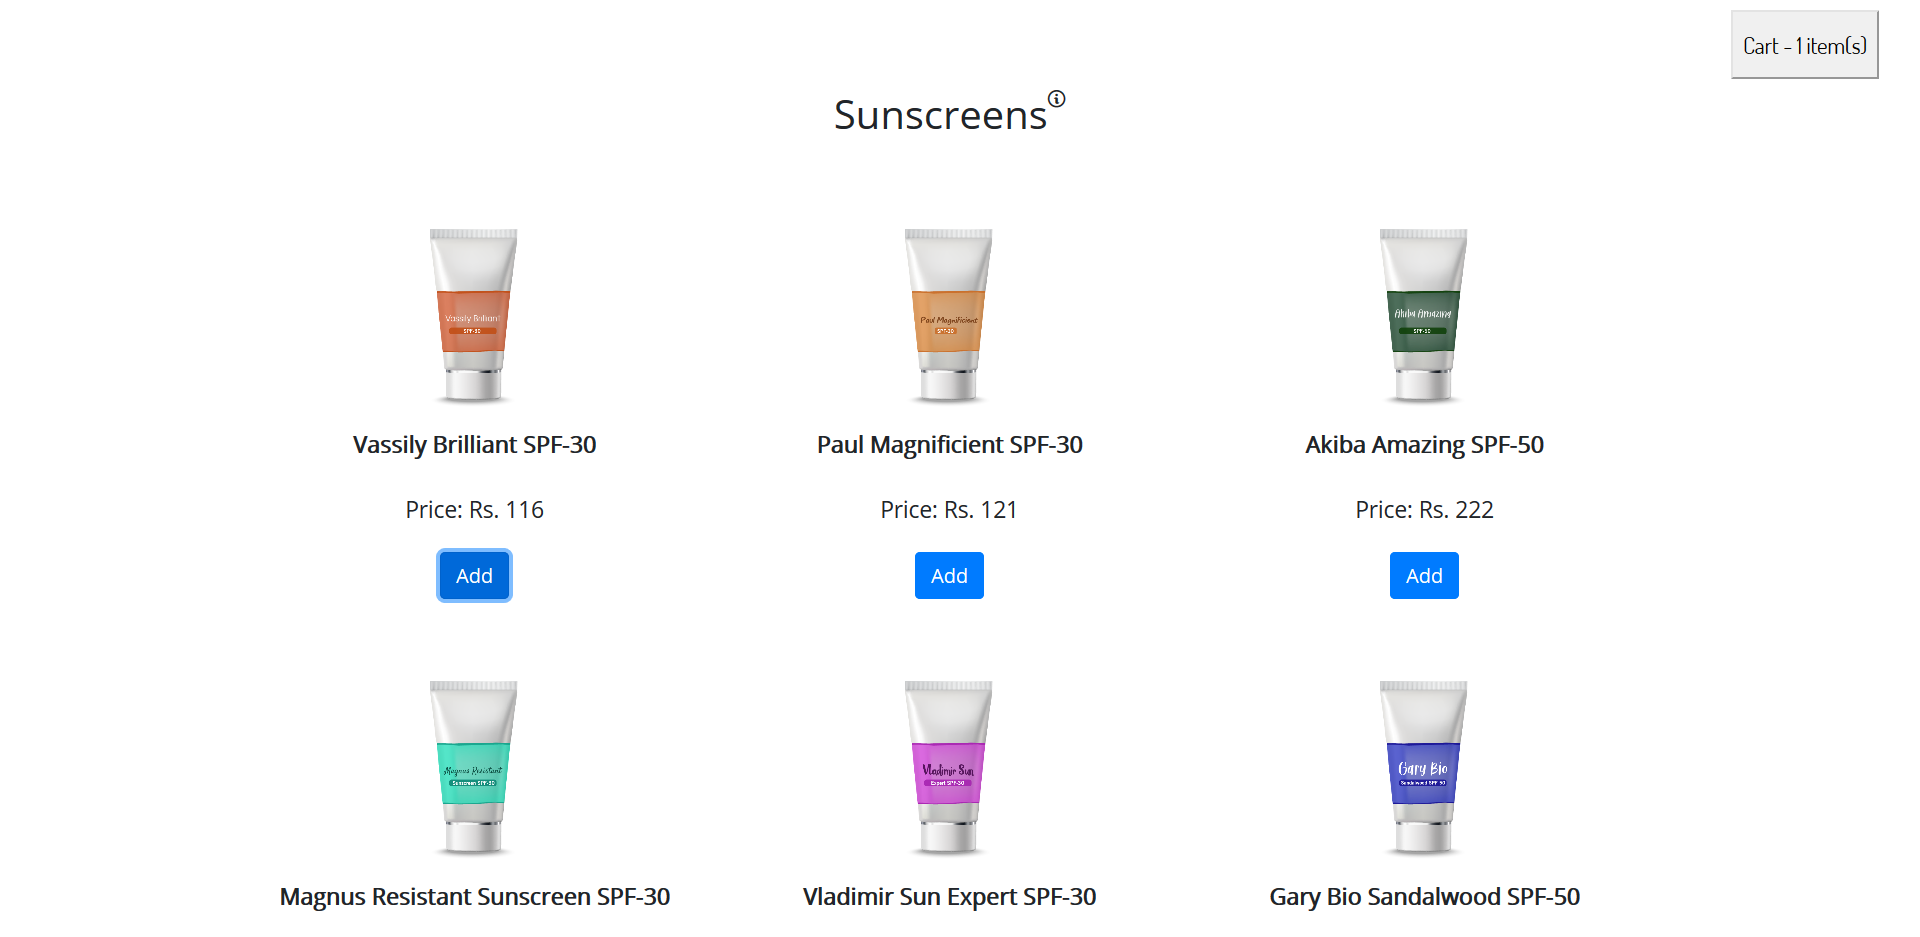 Cart - 1 item(s)
Sunscreens
Vassily Brilliant
SPF-30
Paul Magnificient
SPF-30
Akiba Amazing
SPF-50
Vassily Brilliant SPF-30
Paul Magnificient SPF-30
Akiba Amazing SPF-50
Price: Rs. 116
Price: Rs. 121
Price: Rs. 222
Add
Add
Add
Magnus Resistant
Sunscreen SPF-30
Vladimir Sun
Expert SPF-30
Gary Bio
Sandalwood SPF-50
Magnus Resistant Sunscreen SPF-30
Vladimir Sun Expert SPF-30
Gary Bio Sandalwood SPF-50